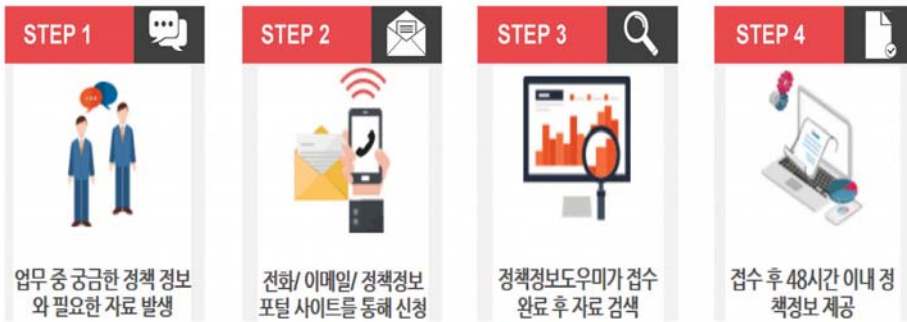 STEP 1
업무 중 궁금한 정책 정보
와 필요한 자료 발생
STEP 2
전화/ 이메일/ 정책정보
포털 사이트를 통해 신청
STEP 3
정책정보도우미가 접수
완료 후 자료 검색
STEP 4
접수 후 48시간 이내 정
책정보 제공